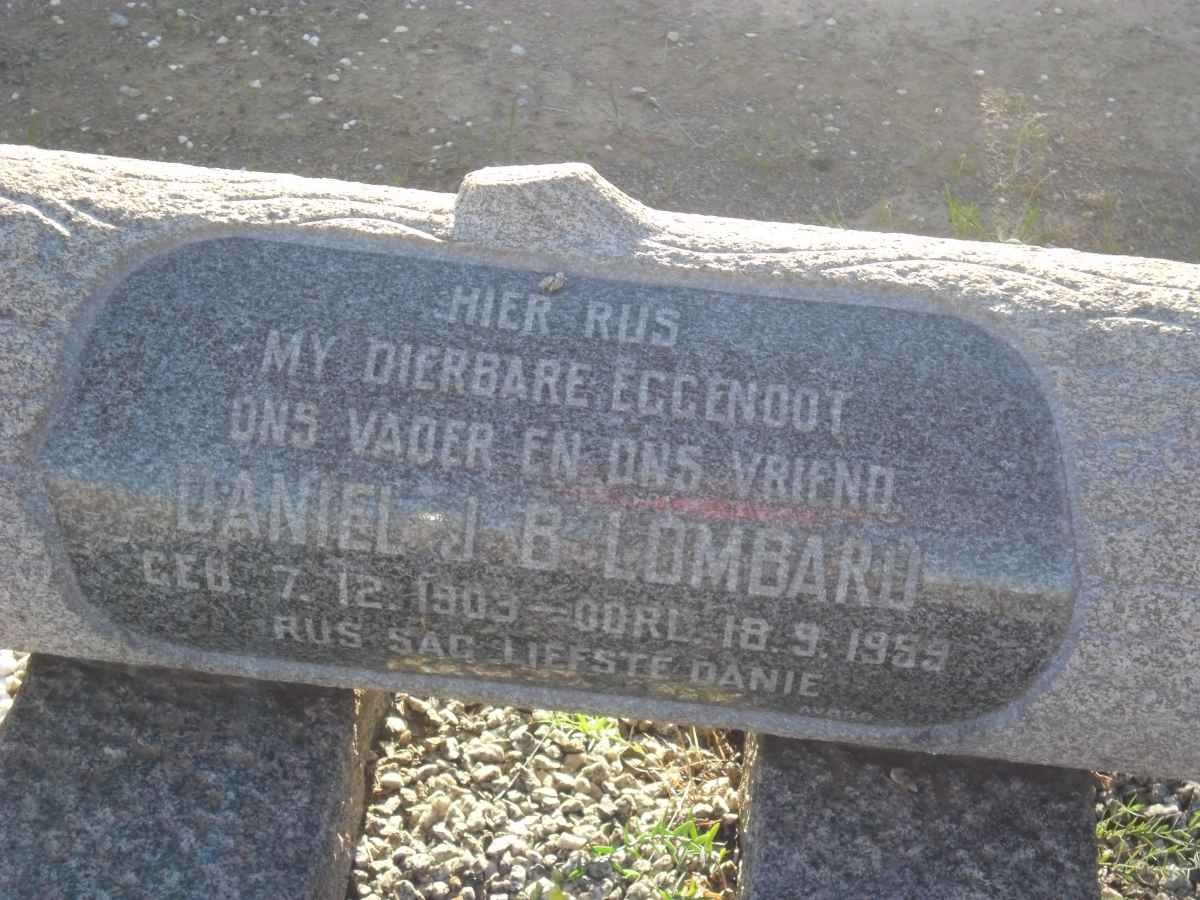 HIER RUS
MY DIERBARE EGGENOOT
ONS VADER EN ONS VRIEND
DANIEL J B LOMBARD
GEB. 7. 12. 1903 — OORL. 18. 9. 1959
RUS SAG LIEFSTE DANIE